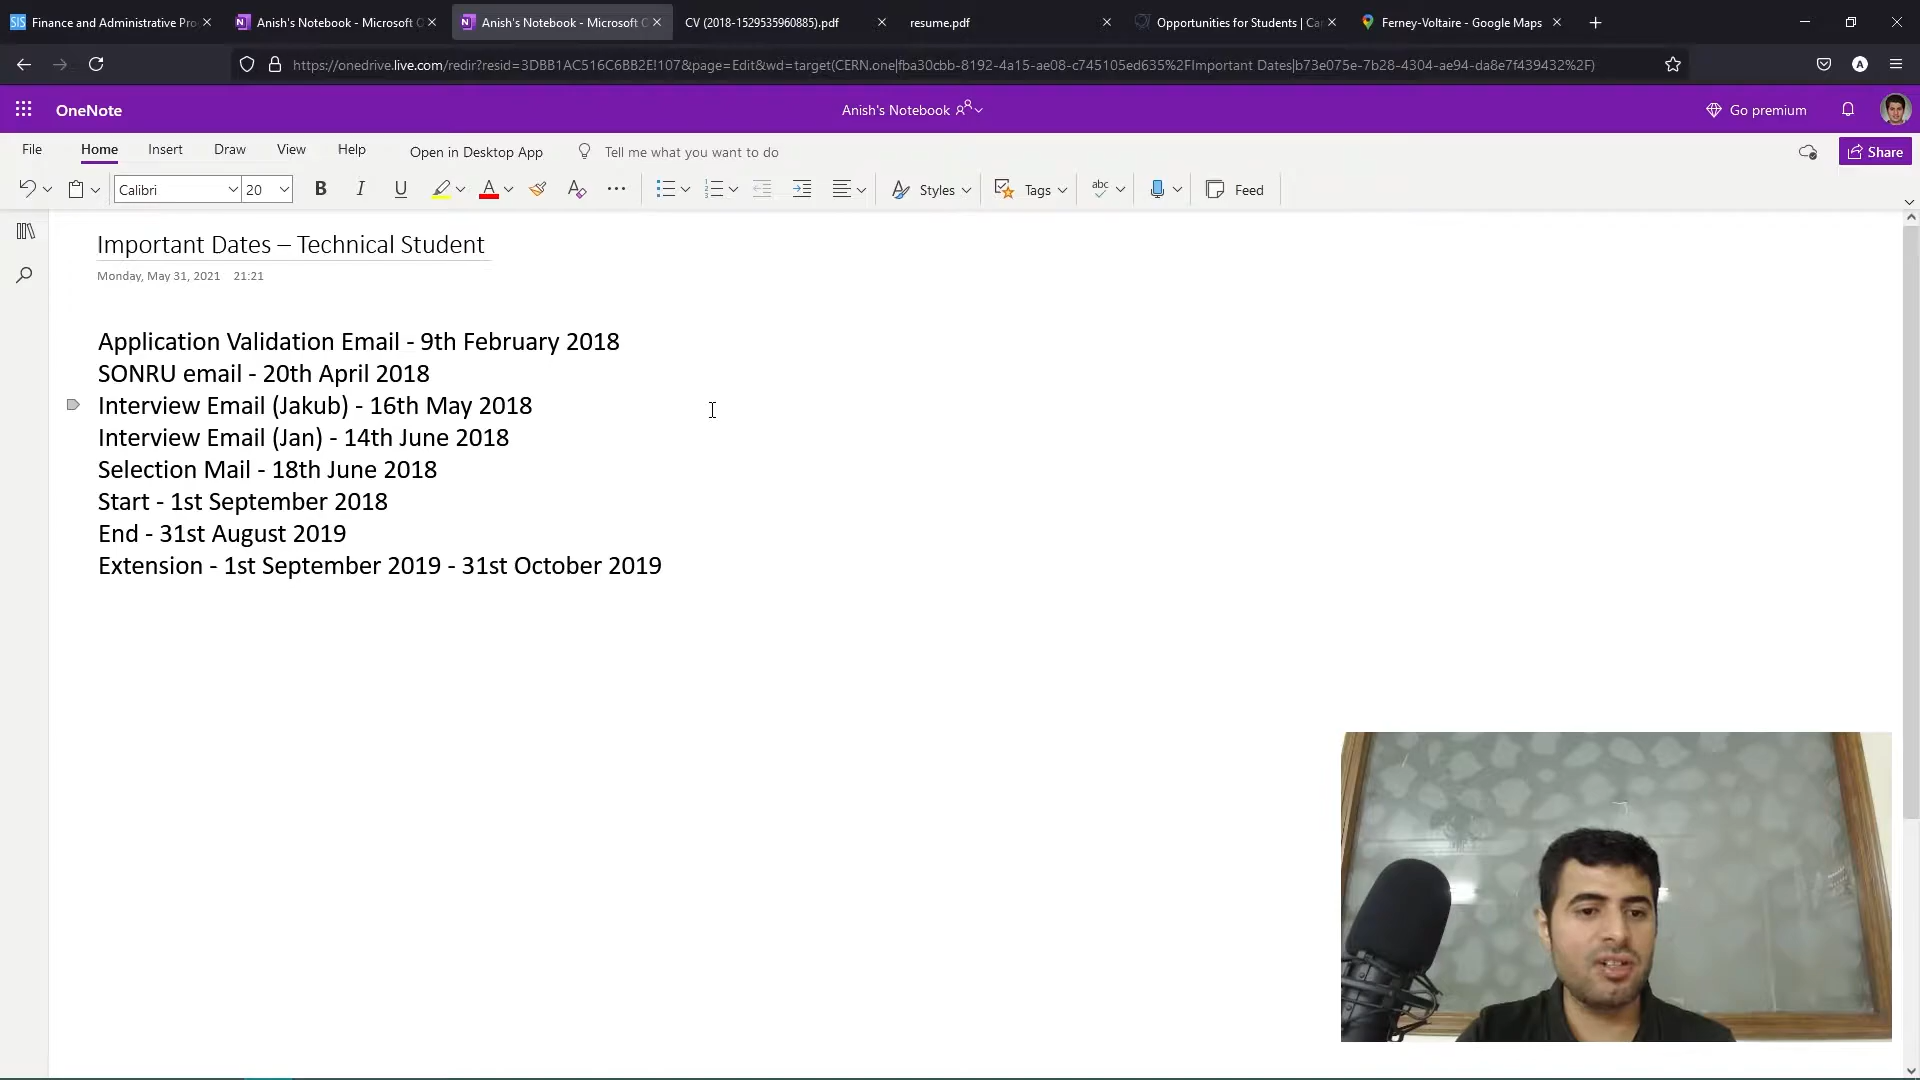 Finance and Administrative Pro
Anish's Notebook - Microsoft O
Anish's Notebook - Microsoft O
CV (2018-1529535960885).pdf
resume.pdf
Opportunities for Students | Ca
Ferney-Voltaire - Google Maps
https://onedrive.live.com/redir?resid=3DBB1AC516C6BB2E!107&page=Edit&wd=target(CERN.one|fba30cbb-8192-4a15-ae08-c745105ed635%2FImportant Dates|b73e075e-7b28-4304-ae94-da8e7f439432%2F)
OneNote
Anish's Notebook
Go premium
File Home Insert Draw View Help Open in Desktop App Tell me what you want to do
Share
Calibri 20 B I U A A Styles Tags abc Feed
Important Dates – Technical Student
Monday, May 31, 2021 21:21
Application Validation Email - 9th February 2018
SONRU email - 20th April 2018
Interview Email (Jakub) - 16th May 2018
Interview Email (Jan) - 14th June 2018
Selection Mail - 18th June 2018
Start - 1st September 2018
End - 31st August 2019
Extension - 1st September 2019 - 31st October 2019